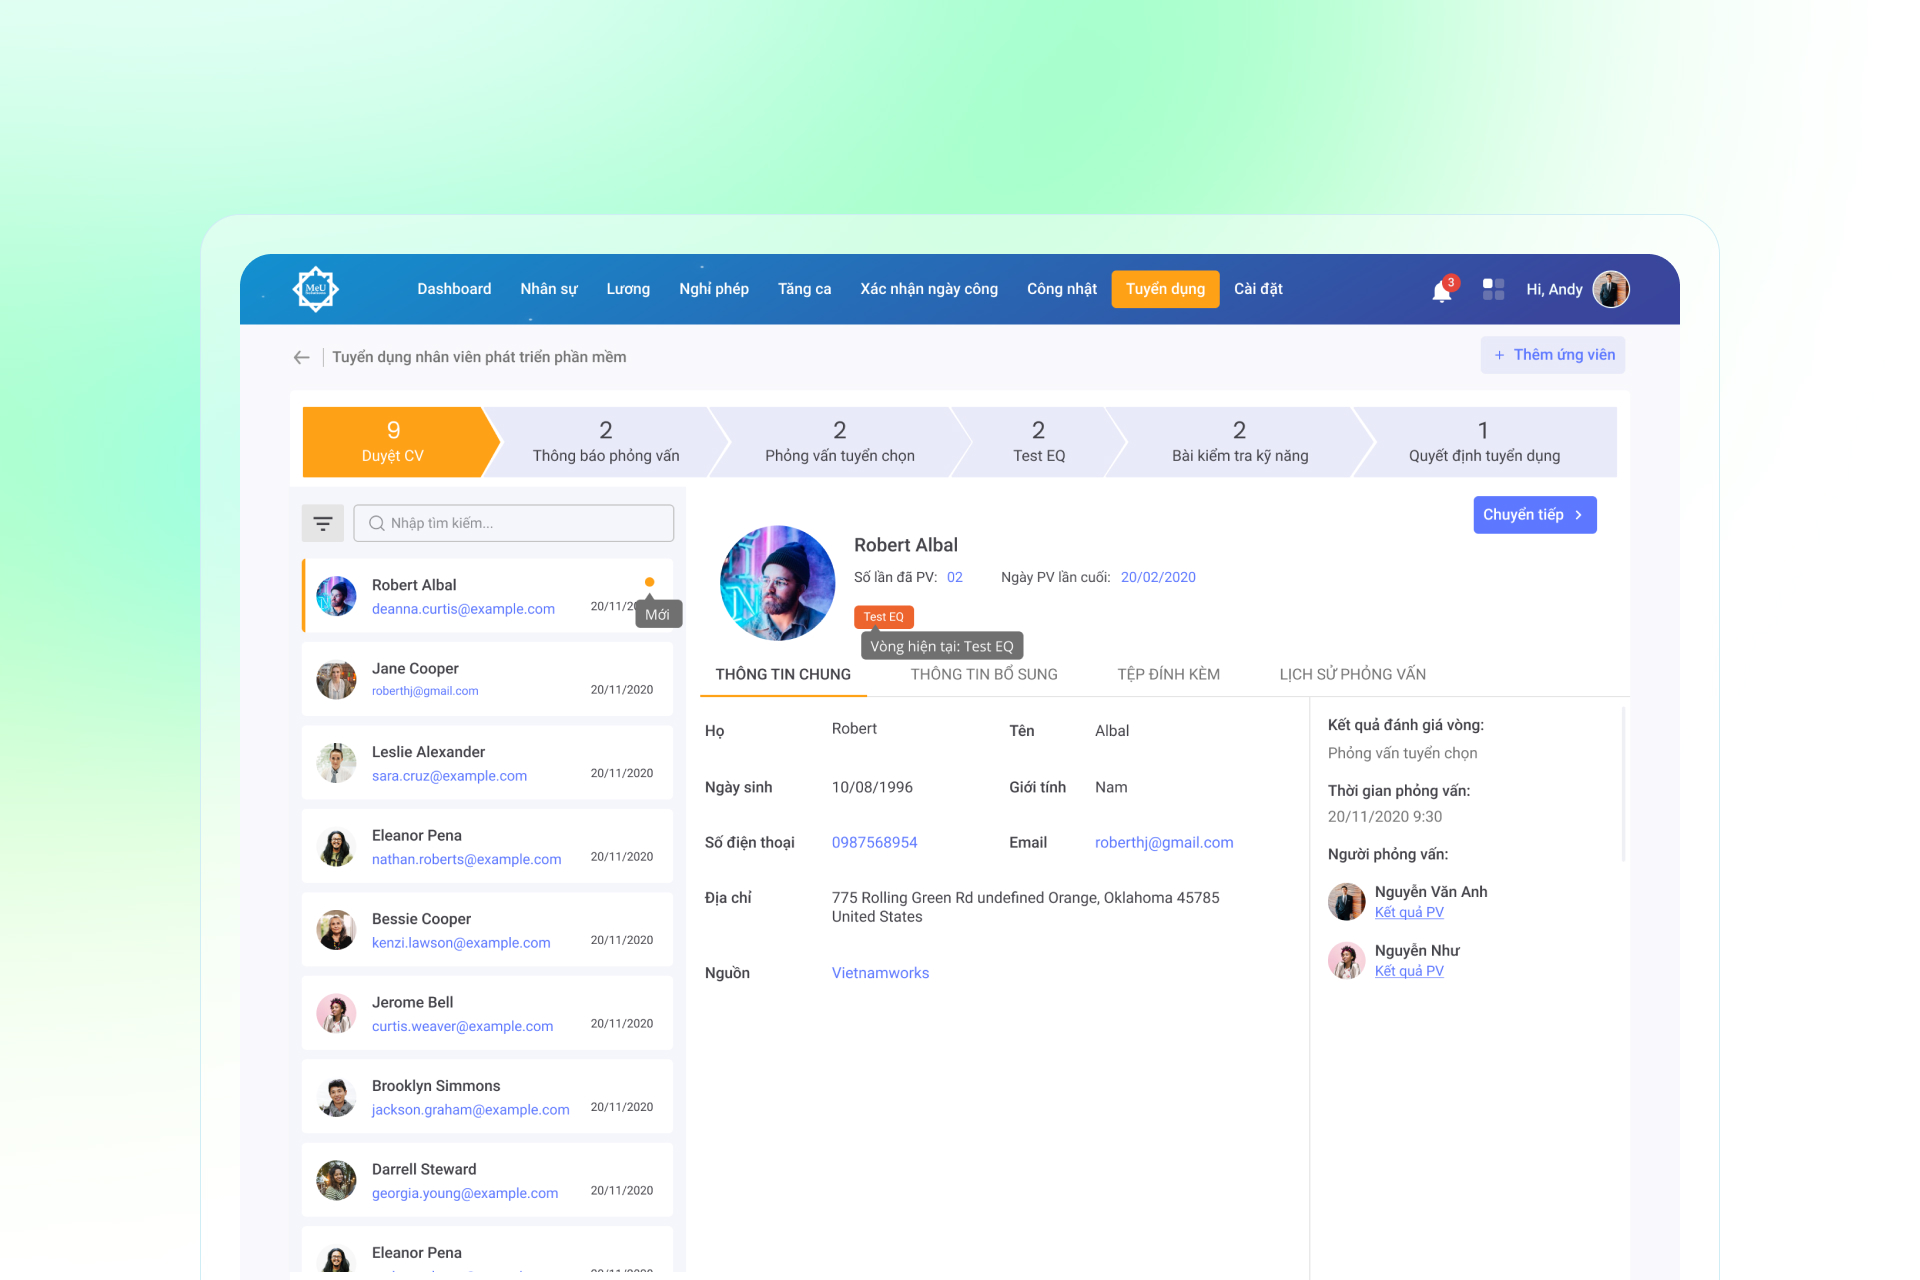 MeU
Dashboard
Nhân sự
Lương
Nghỉ phép
Tăng ca
Xác nhận ngày công
Công nhật
Tuyển dụng
Cài đặt
3
Hi, Andy
Tuyển dụng nhân viên phát triển phần mềm
+ Thêm ứng viên
9
Duyệt CV
2
Thông báo phỏng vấn
2
Phỏng vấn tuyển chọn
2
Test EQ
2
Bài kiểm tra kỹ năng
1
Quyết định tuyển dụng
Nhập tìm kiếm...
Robert Albal
deanna.curtis@example.com
20/11/20
Mới
Jane Cooper
roberthj@gmail.com
20/11/2020
Leslie Alexander
sara.cruz@example.com
20/11/2020
Eleanor Pena
nathan.roberts@example.com
20/11/2020
Bessie Cooper
kenzi.lawson@example.com
20/11/2020
Jerome Bell
curtis.weaver@example.com
20/11/2020
Brooklyn Simmons
jackson.graham@example.com
20/11/2020
Darrell Steward
georgia.young@example.com
20/11/2020
Eleanor Pena
Chuyển tiếp
Robert Albal
Số lần đã PV: 02
Ngày PV lần cuối: 20/02/2020
Test EQ
Vòng hiện tại: Test EQ
THÔNG TIN CHUNG
THÔNG TIN BỔ SUNG
TỆP ĐÍNH KÈM
LỊCH SỬ PHỎNG VẤN
Họ
Robert
Tên
Albal
Ngày sinh
10/08/1996
Giới tính
Nam
Số điện thoại
0987568954
Email
roberthj@gmail.com
Địa chỉ
775 Rolling Green Rd undefined Orange, Oklahoma 45785
United States
Nguồn
Vietnamworks
Kết quả đánh giá vòng:
Phỏng vấn tuyển chọn
Thời gian phỏng vấn:
20/11/2020 9:30
Người phỏng vấn:
Nguyễn Văn Anh
Kết quả PV
Nguyễn Như
Kết quả PV